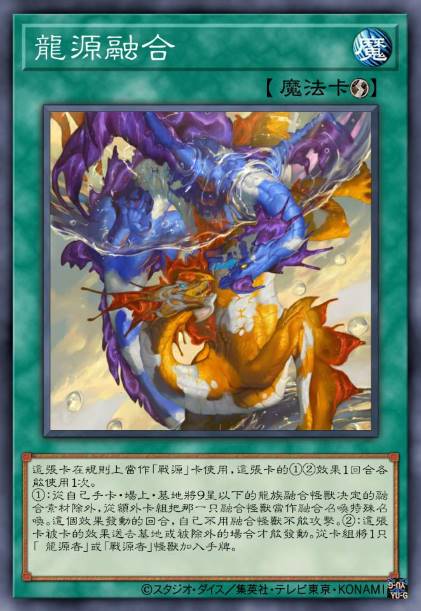 龍源融合
魔
【魔法卡】
這張卡在規則上當作「戰源」卡使用,這張卡的①②效果1回合各
能使用1次。
①:從自己手卡・場上・墓地將9星以下的龍族融合怪獸決定的融
合素材除外,從額外卡組把那一只融合怪獸當作融合召喚特殊召
喚。這個效果發動的回合,自己不用融合怪獸不能攻擊。②:這張
卡被卡的效果送去墓地或被除外的場合才能發動。從卡組將1只
「 龍源者」或「戰源者」怪獸加入手牌。
©スタジオ・ダイス/集英社・テレビ東京・KONAMI